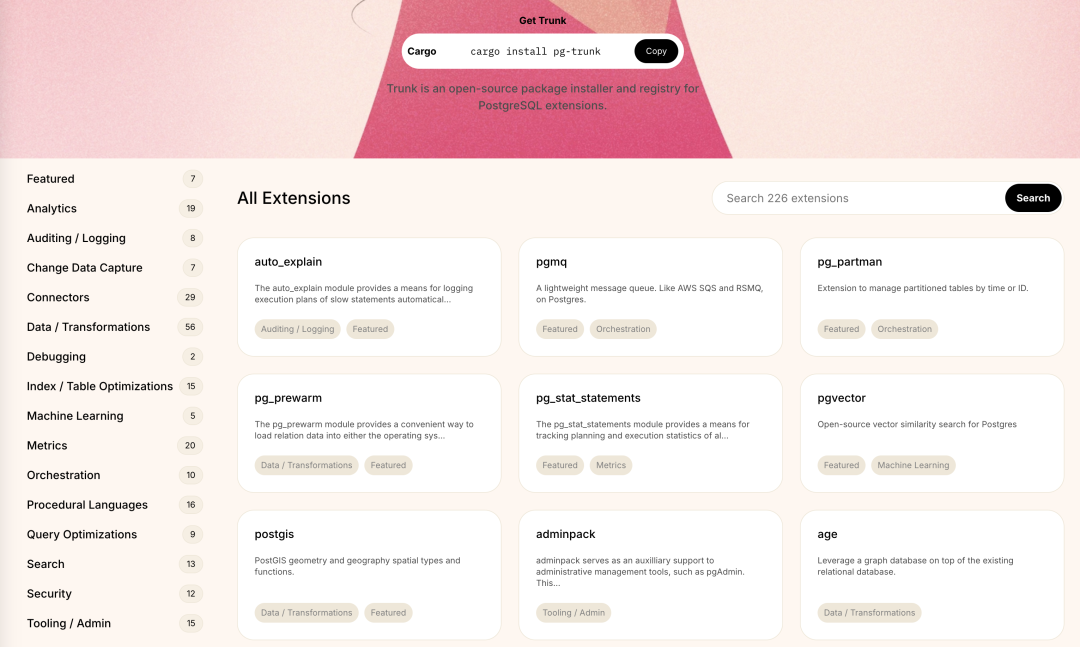 Get Trunk
Cargo cargo install pg-trunk Copy
Trunk is an open-source package installer and registry for
PostgreSQL extensions.
Featured 7
Analytics 19
Auditing / Logging 8
Change Data Capture 7
Connectors 29
Data / Transformations 56
Debugging 2
Index / Table Optimizations 15
Machine Learning 5
Metrics 20
Orchestration 10
Procedural Languages 16
Query Optimizations 9
Search 13
Security 12
Tooling / Admin 15
All Extensions
Search 226 extensions Search
auto_explain
The auto_explain module provides a means for logging
execution plans of slow statements automatical...
Auditing / Logging Featured
pgmq
A lightweight message queue. Like AWS SQS and RSMQ,
on Postgres.
Featured Orchestration
pg_partman
Extension to manage partitioned tables by time or ID.
Featured Orchestration
pg_prewarm
The pg_prewarm module provides a convenient way to
load relation data into either the operating sys...
Data / Transformations Featured
pg_stat_statements
The pg_stat_statements module provides a means for
tracking planning and execution statistics of al...
Featured Metrics
pgvector
Open-source vector similarity search for Postgres
Featured Machine Learning
postgis
PostGIS geometry and geography spatial types and
functions.
Data / Transformations Featured
adminpack
adminpack serves as an auxilliary support to
administrative management tools, such as pgAdmin.
This...
Tooling / Admin
age
Leverage a graph database on top of the existing
relational database.
Data / Transformations